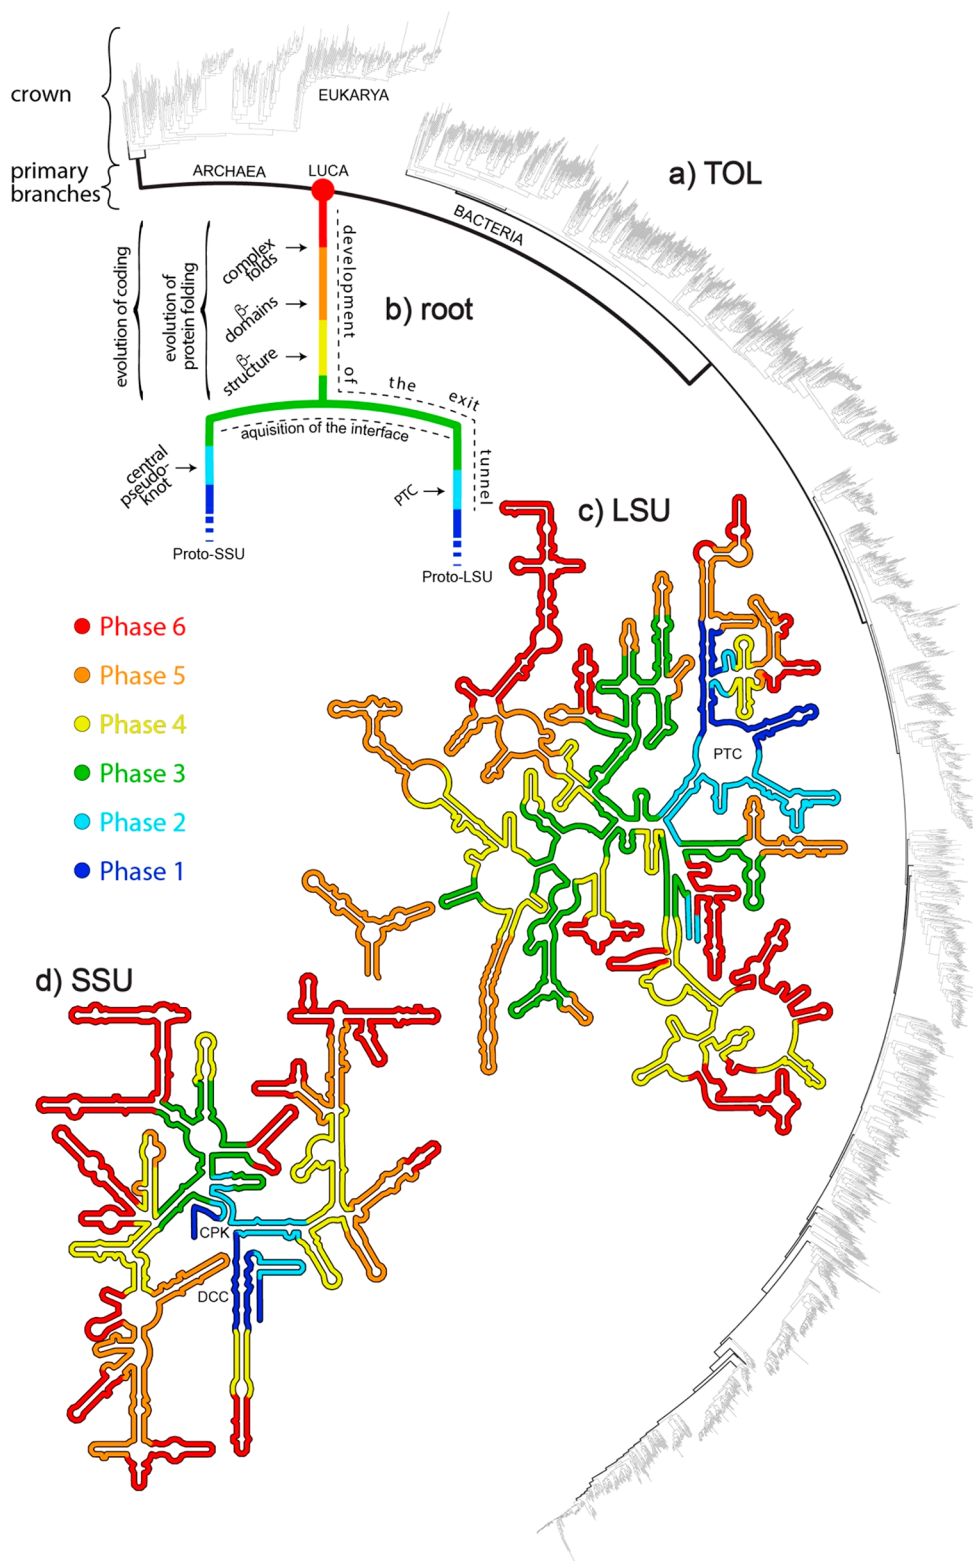 crown
EUKARYA
primary
branches
ARCHAEA
LUCA
a) TOL
BACTERIA
evolution of coding
evolution of
protein folding
complex
folds
β-
domains
β-
structure
development of the exit tunnel
b) root
aquisition of the interface
central
pseudo-
knot
PTC
Proto-SSU
Proto-LSU
c) LSU
Phase 6
Phase 5
Phase 4
Phase 3
Phase 2
Phase 1
PTC
d) SSU
CPK
DCC